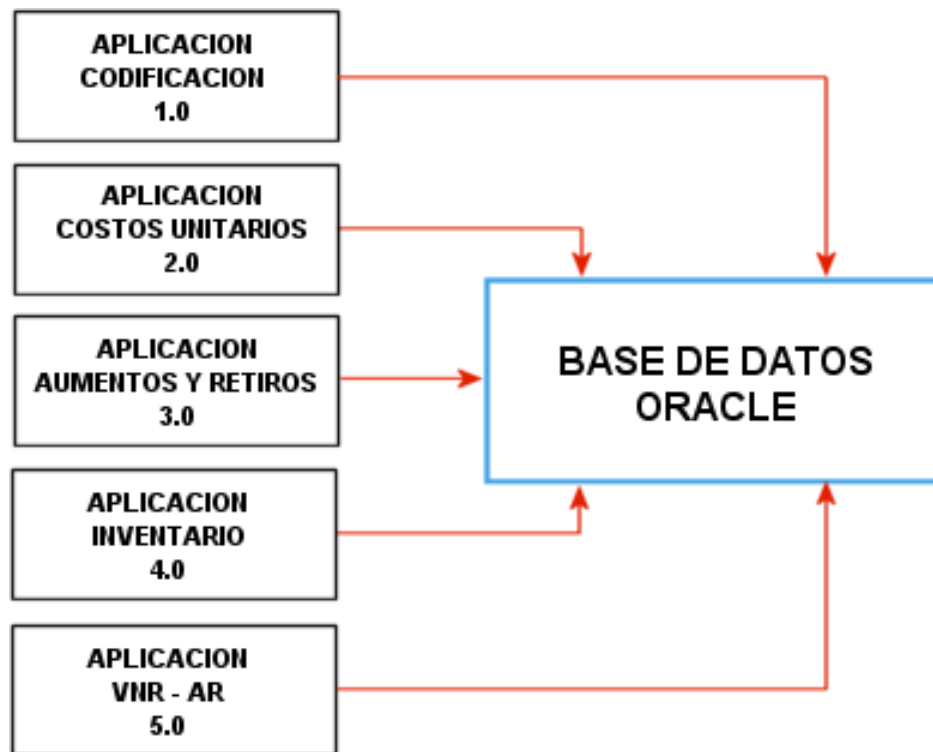 APLICACION
CODIFICACION
1.0
APLICACION
COSTOS UNITARIOS
2.0
APLICACION
AUMENTOS Y RETIROS
3.0
APLICACION
INVENTARIO
4.0
APLICACION
VNR - AR
5.0
BASE DE DATOS
ORACLE